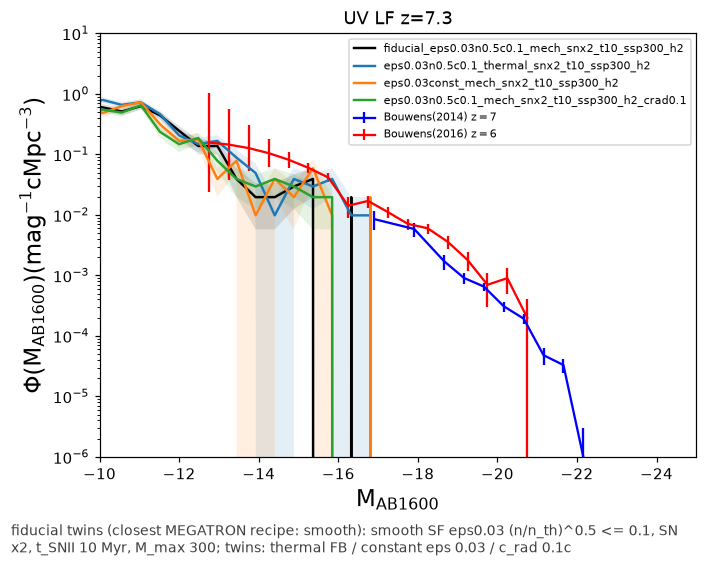 UV LF z=7.3
10¹
10⁰
10⁻¹
10⁻²
10⁻³
10⁻⁴
10⁻⁵
10⁻⁶
Φ(M_AB1600)(mag⁻¹cMpc⁻³)
fiducial_eps0.03n0.5c0.1_mech_snx2_t10_ssp300_h2
eps0.03n0.5c0.1_thermal_snx2_t10_ssp300_h2
eps0.03const_mech_snx2_t10_ssp300_h2
eps0.03n0.5c0.1_mech_snx2_t10_ssp300_h2_crad0.1
Bouwens(2014) z = 7
Bouwens(2016) z = 6
−10 −12 −14 −16 −18 −20 −22 −24
M_AB1600
fiducial twins (closest MEGATRON recipe: smooth): smooth SF eps0.03 (n/n_th)^0.5 <= 0.1, SN
x2, t_SNII 10 Myr, M_max 300; twins: thermal FB / constant eps 0.03 / c_rad 0.1c